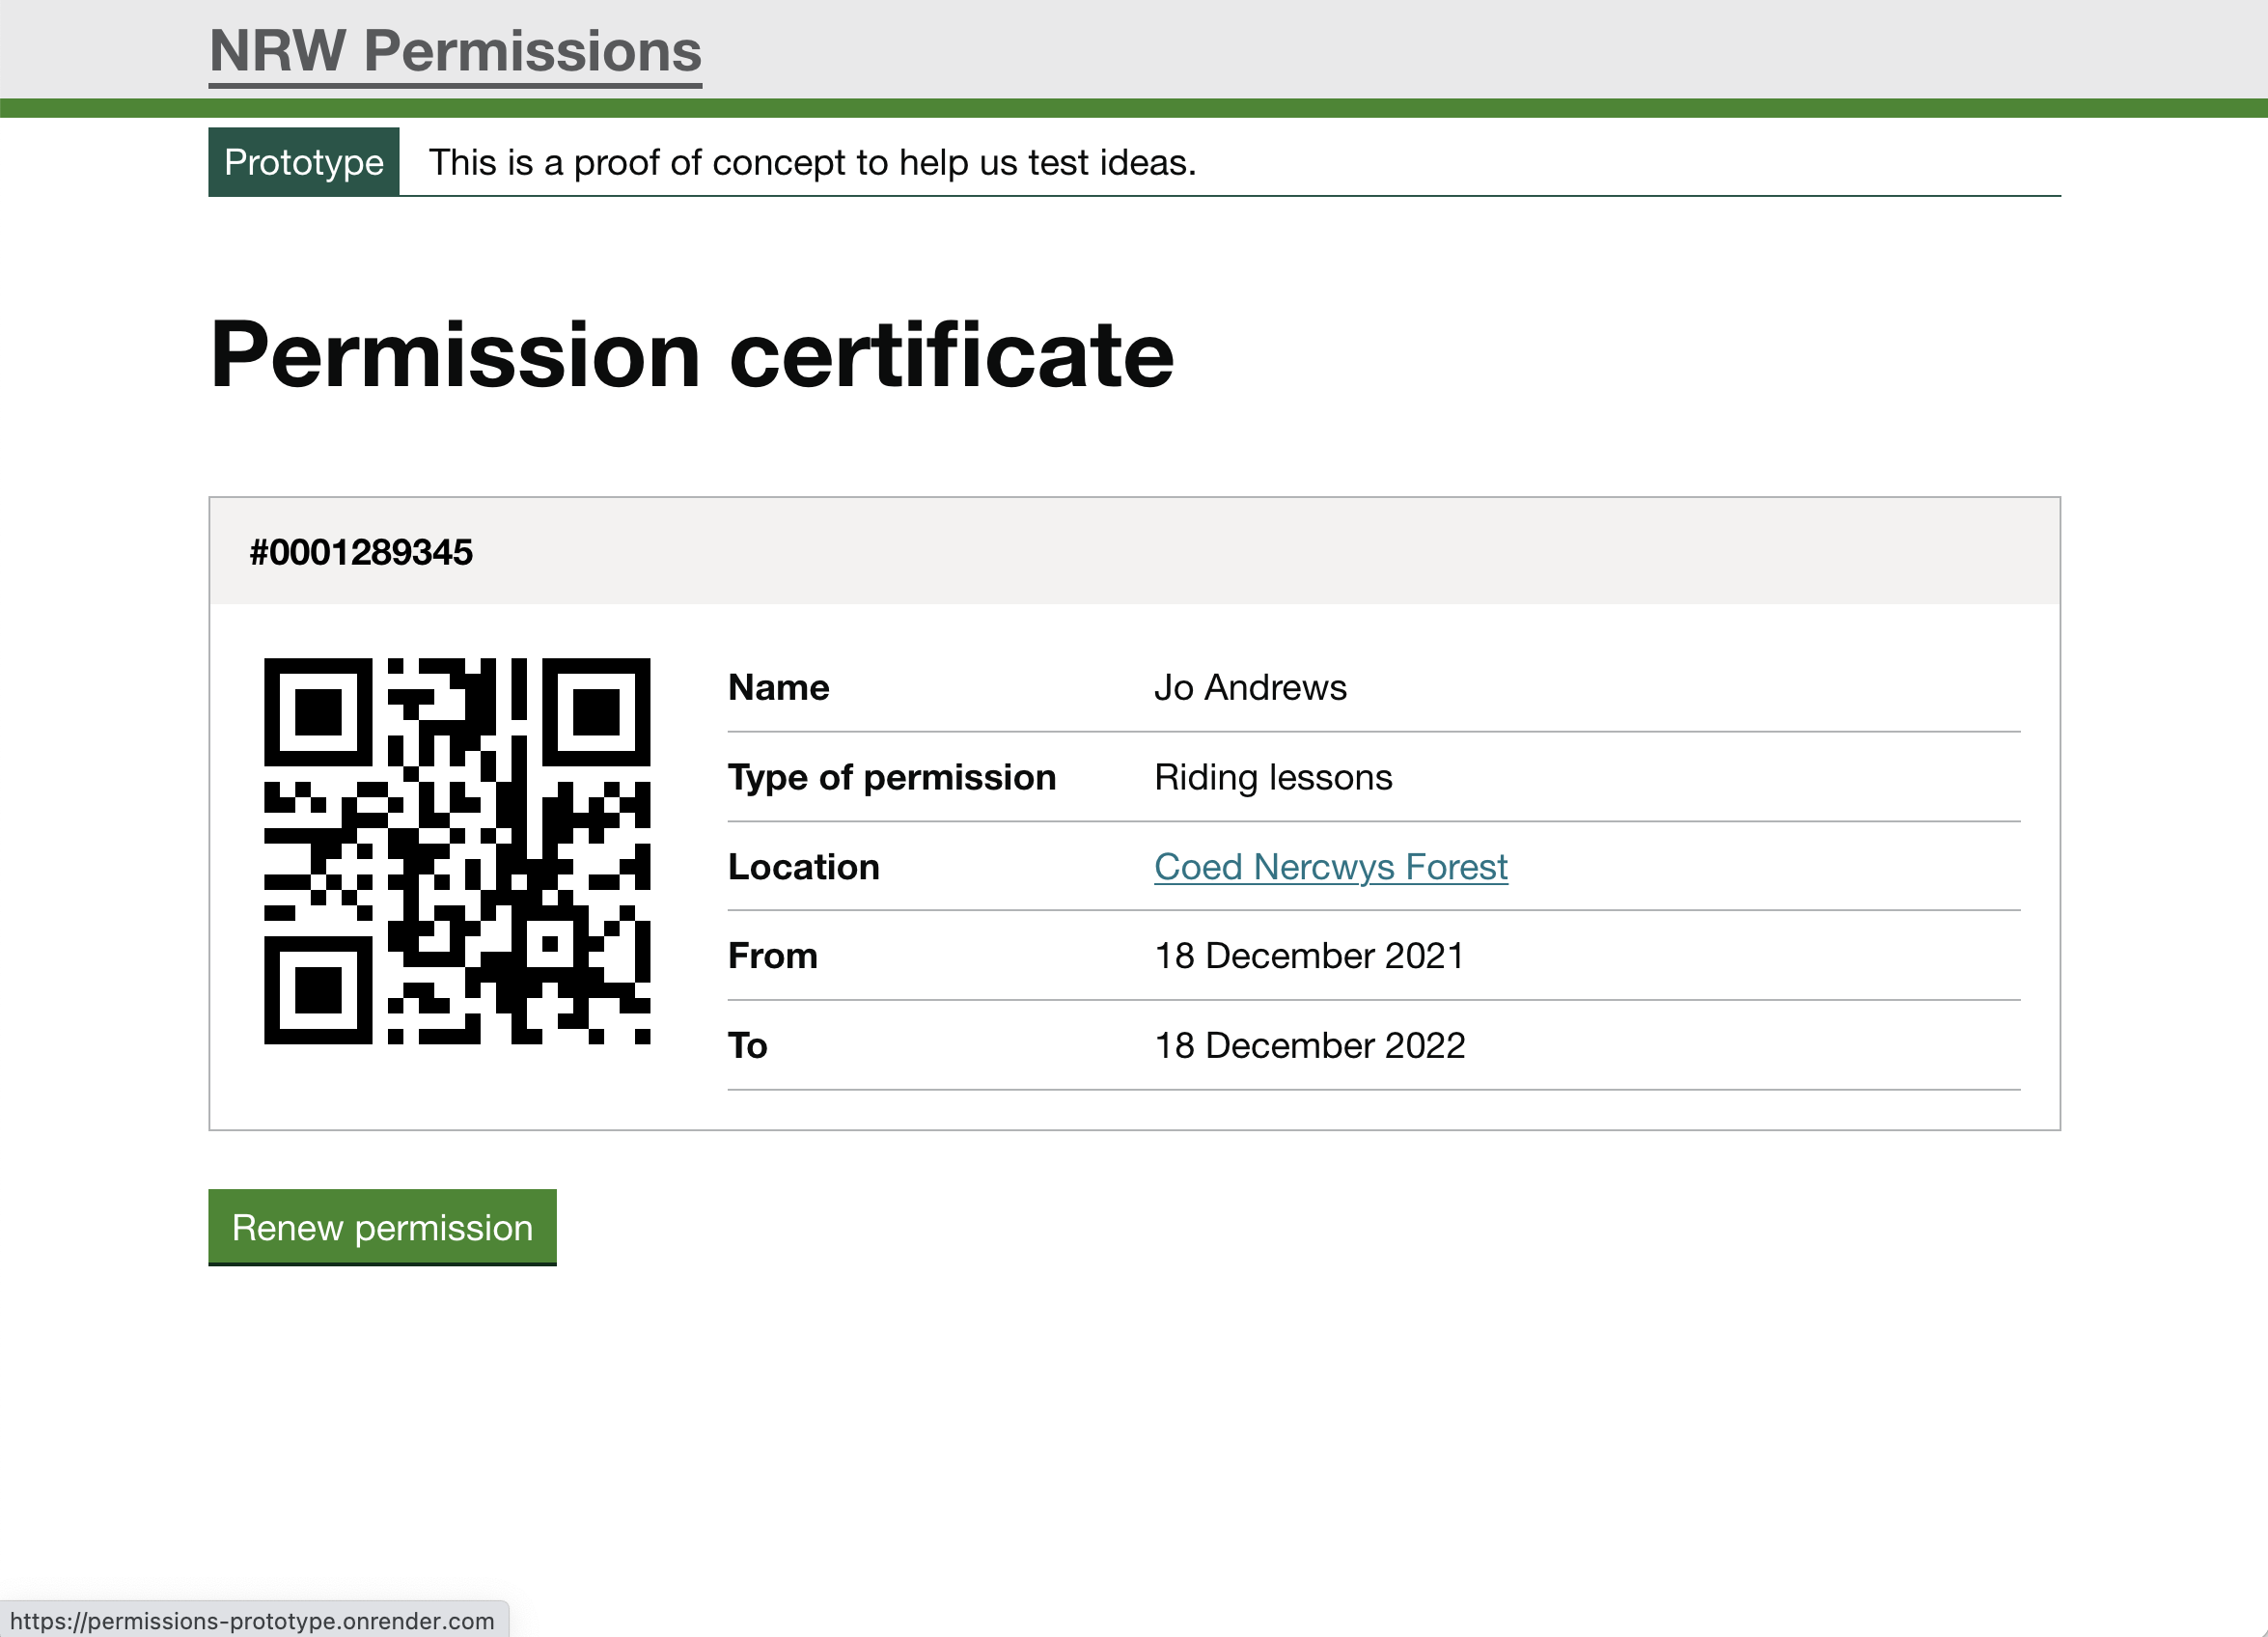 NRW Permissions
Prototype This is a proof of concept to help us test ideas.
Permission certificate
#0001289345
Name Jo Andrews
Type of permission Riding lessons
Location Coed Nercwys Forest
From 18 December 2021
To 18 December 2022
Renew permission
https://permissions-prototype.onrender.com